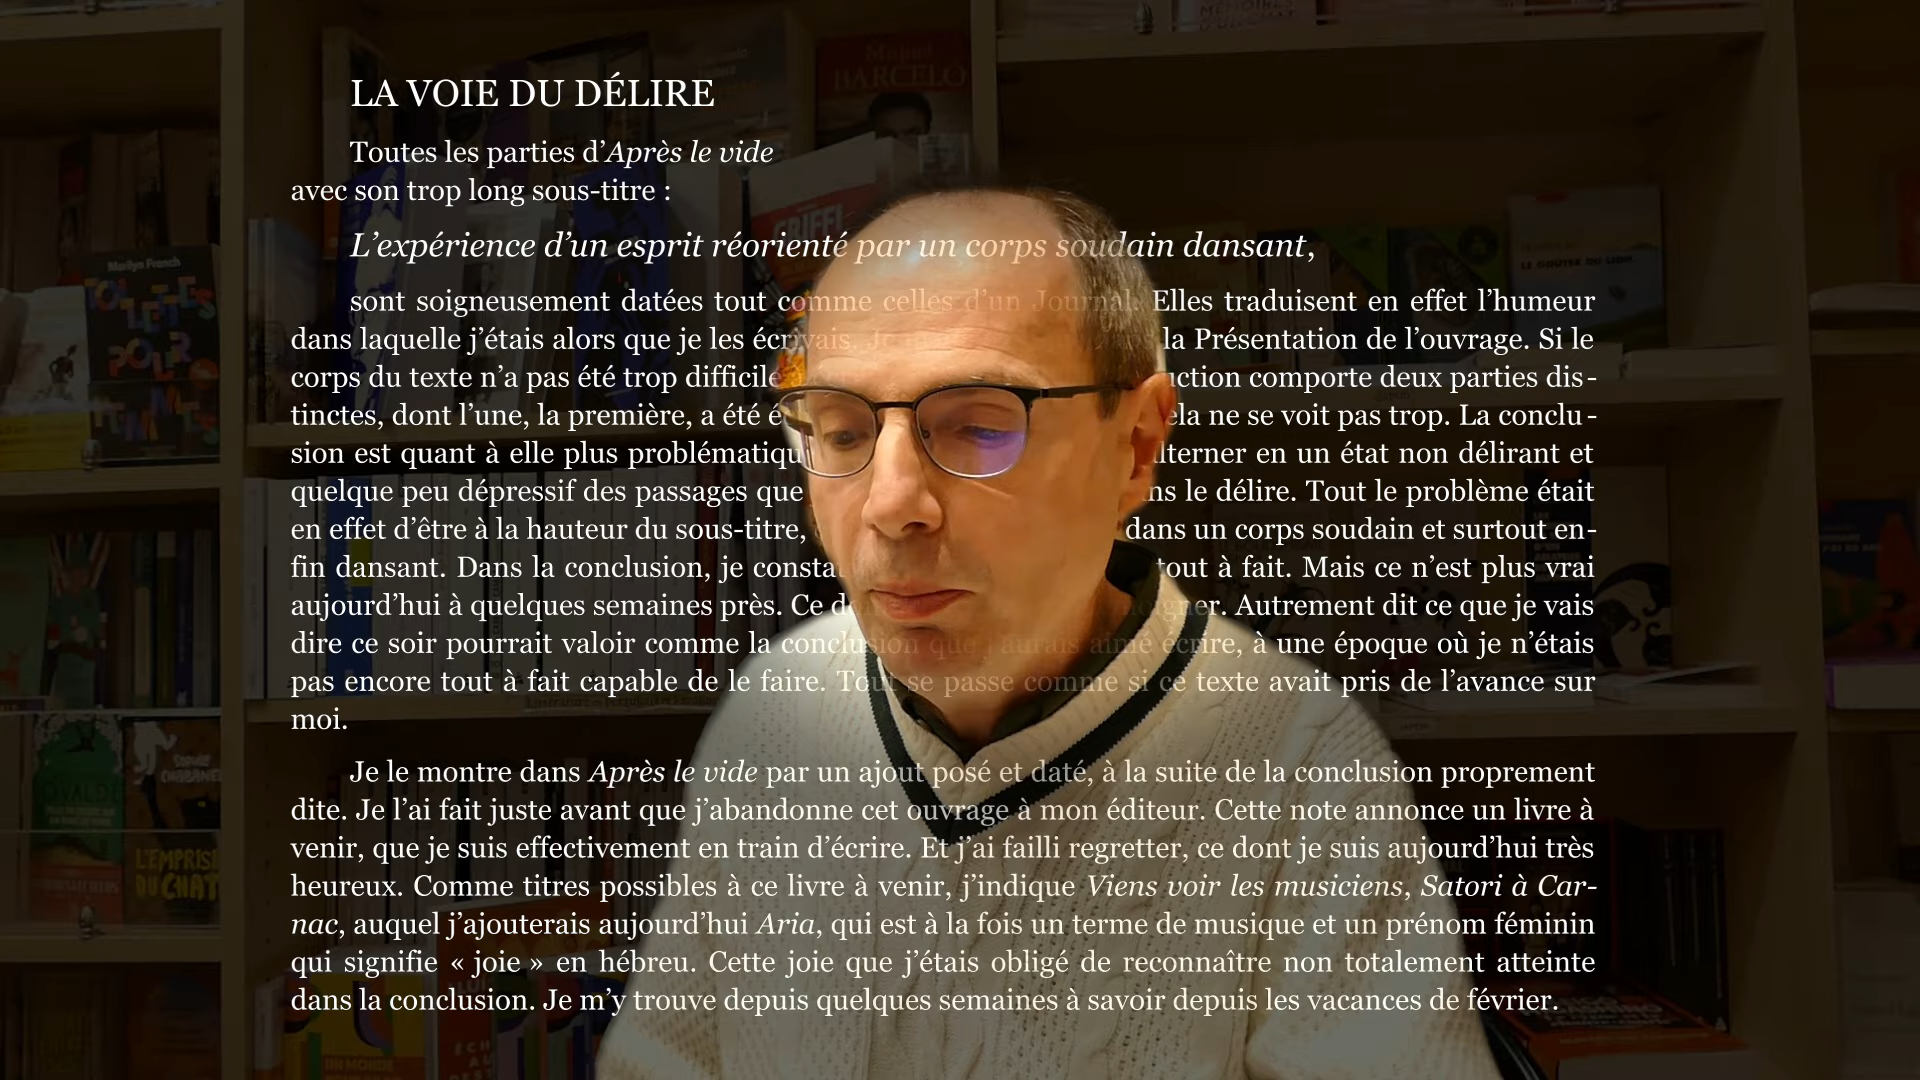 LA VOIE DU DÉLIRE
Toutes les parties d’Après le vide
avec son trop long sous-titre :
L’expérience d’un esprit réorienté par un corps soudain dansant,
sont soigneusement datées tout comme celles d’un Journal. Elles traduisent en effet l’humeur
dans laquelle j’étais alors que je les écrivais. la Présentation de l’ouvrage. Si le
corps du texte n’a pas été trop difficile comporte deux parties dis-
tinctes, dont l’une, la première, a été ne se voit pas trop. La conclu-
sion est quant à elle plus en un état non délirant et
quelque peu dépressif des passages que le délire. Tout le problème était
en effet d’être à la hauteur du sous-titre, dans un corps soudain et surtout en-
fin dansant. Dans la conclusion, je tout à fait. Mais ce n’est plus vrai
aujourd’hui à quelques semaines près. Ce Autrement dit ce que je vais
dire ce soir pourrait valoir comme la conclusion que j’aurais aimé écrire, à une époque où je n’étais
pas encore tout à fait capable de le faire. Tout se passe comme si ce texte avait pris de l’avance sur
moi.
Je le montre dans Après le vide par un ajout posé et daté, à la suite de la conclusion proprement
dite. Je l’ai fait juste avant que j’abandonne cet ouvrage à mon éditeur. Cette note annonce un livre à
venir, que je suis effectivement en train d’écrire. Et j’ai failli regretter, ce dont je suis aujourd’hui très
heureux. Comme titres possibles à ce livre à venir, j’indique Viens voir les musiciens, Satori à Car-
nac, auquel j’ajouterais aujourd’hui Aria, qui est à la fois un terme de musique et un prénom féminin
qui signifie « joie » en hébreu. Cette joie que j’étais obligé de reconnaître non totalement atteinte
dans la conclusion. Je m’y trouve depuis quelques semaines à savoir depuis les vacances de février.
Miquel
BARCELÓ
Marilyn French
TOILETTES
POUR
FEMMES
L'EMPRISE
DU CHAT